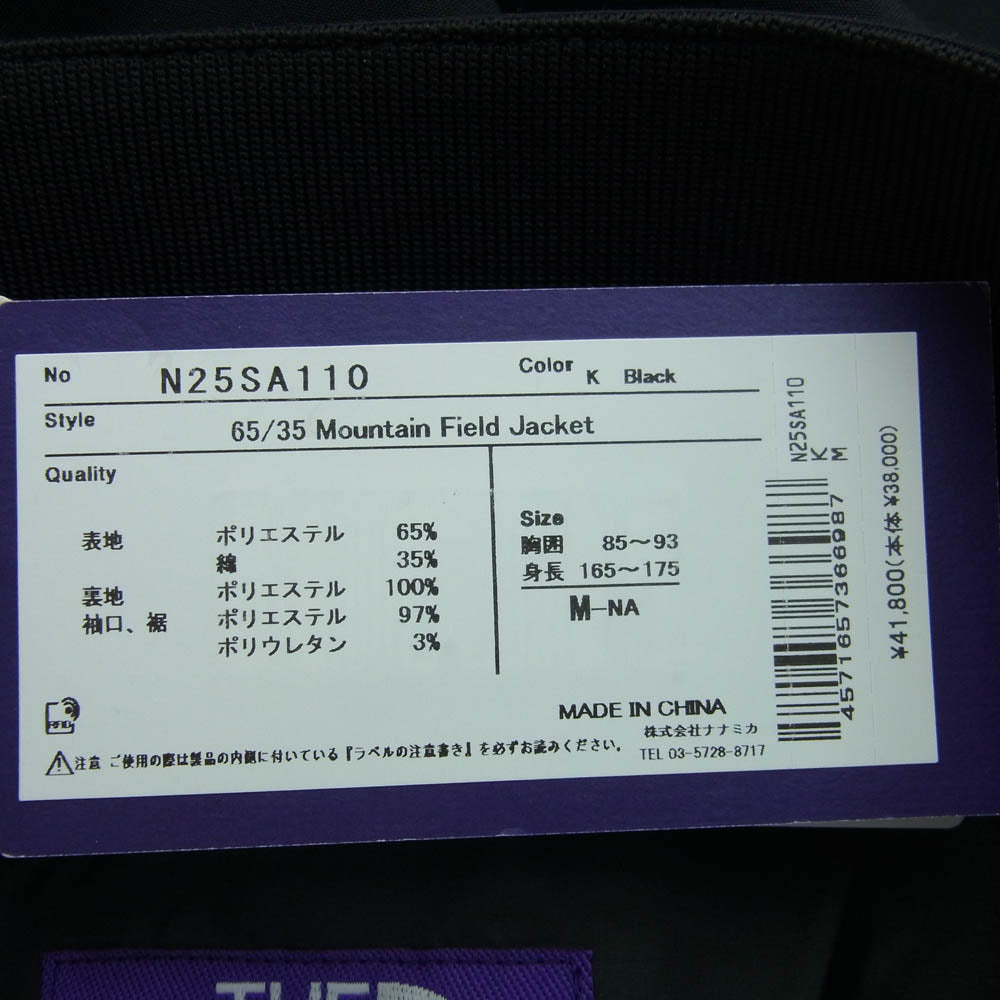 No N25SA110 Color K Black
Style 65/35 Mountain Field Jacket
Quality
表地 ポリエステル 65%
綿 35%
裏地 ポリエステル 100%
袖口、裾 ポリエステル 97%
ポリウレタン 3%
Size
胸囲 85～93
身長 165～175
M-NA
MADE IN CHINA
株式会社ナナミカ
TEL 03-5728-8717
注意 ご使用の際は製品の内側に付いている『ラベルの注意書き』を必ずお読みください。
N25SA110
K
M
4571657366987
¥41,800(本体 ¥38,000)
THE